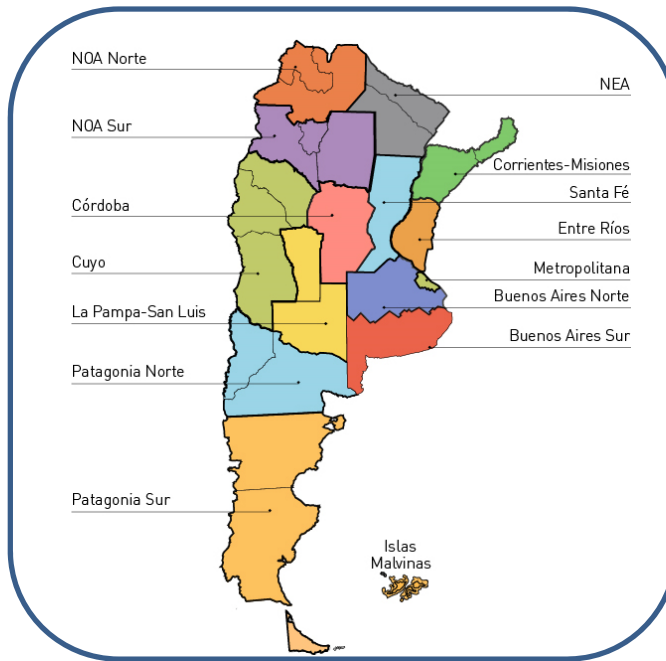 NOA Norte
NOA Sur
Córdoba
Cuyo
La Pampa-San Luis
Patagonia Norte
Patagonia Sur
NEA
Corrientes-Misiones
Santa Fé
Entre Ríos
Metropolitana
Buenos Aires Norte
Buenos Aires Sur
Islas
Malvinas